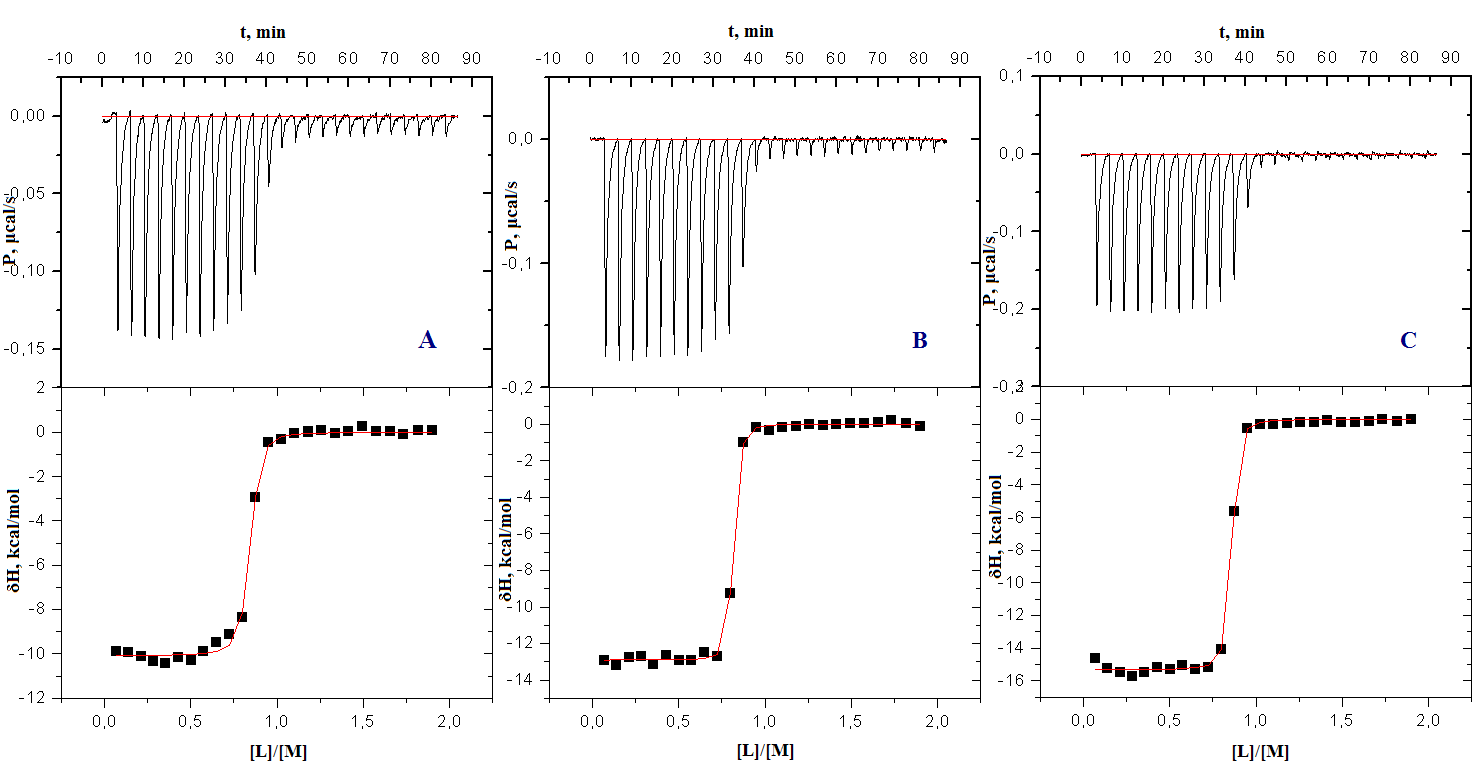 t, min
-10 0 10 20 30 40 50 60 70 80 90
0,00
-0,05
-0,10
-0,15
P, µcal/s
A
2
0
-2
-4
-6
-8
-10
-12
δH, kcal/mol
0,0 0,5 1,0 1,5 2,0
[L]/[M]
t, min
-10 0 10 20 30 40 50 60 70 80 90
0,0
-0,1
-0,2
P, µcal/s
B
0
-2
-4
-6
-8
-10
-12
-14
δH, kcal/mol
0,0 0,5 1,0 1,5 2,0
[L]/[M]
t, min
-10 0 10 20 30 40 50 60 70 80 90
0,1
0,0
-0,1
-0,2
-0,3
P, µcal/s
C
0
-2
-4
-6
-8
-10
-12
-14
-16
δH, kcal/mol
0,0 0,5 1,0 1,5 2,0
[L]/[M]